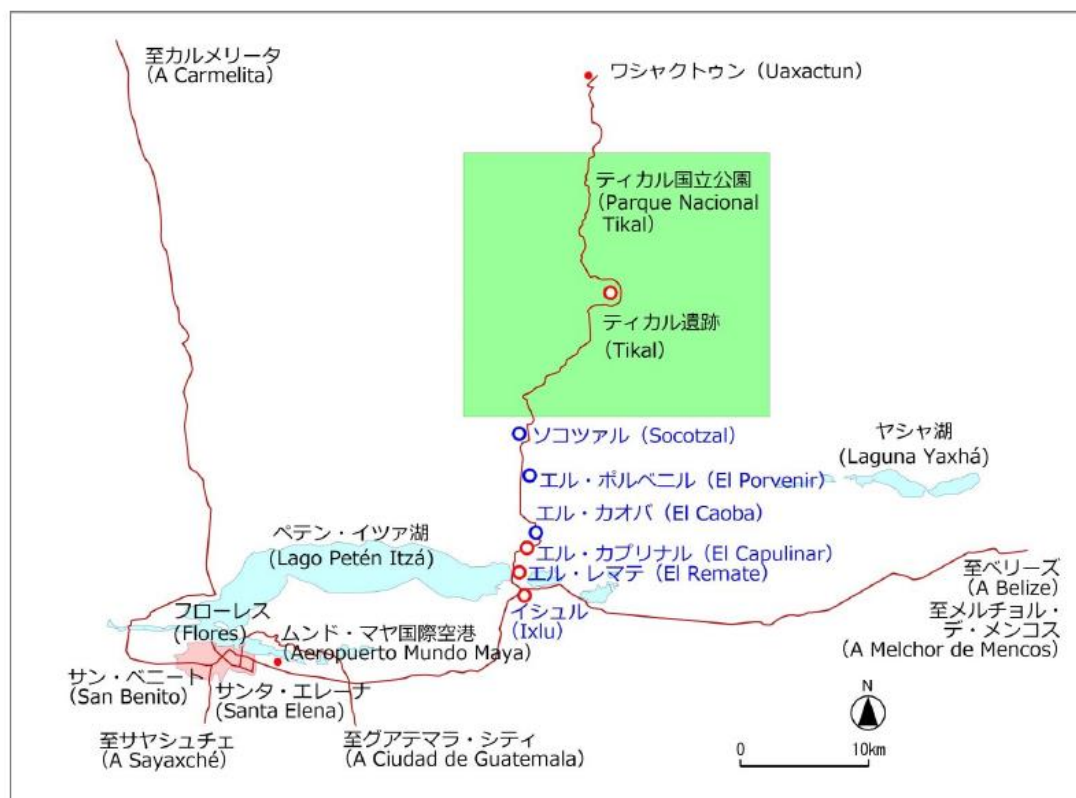 至カルメリータ
(A Carmelita)
ワシャクトゥン（Uaxactun）
ティカル国立公園
(Parque Nacional
Tikal)
ティカル遺跡
(Tikal)
ソコツァル（Socotzal）
ヤシャ湖
(Laguna Yaxhá)
エル・ポルベニル（El Porvenir）
エル・カオバ（El Caoba）
ペテン・イツァ湖
(Lago Petén Itzá)
エル・カプリナル（El Capulinar）
エル・レマテ（El Remate）
至ベリーズ
(A Belize)
イシュル
(Ixlu)
至メルチョル・
デ・メンコス
(A Melchor de Mencos)
フローレス
(Flores)
ムンド・マヤ国際空港
(Aeropuerto Mundo Maya)
サン・ベニート
(San Benito)
サンタ・エレーナ
(Santa Elena)
至サヤシュチェ
(A Sayaxché)
至グアテマラ・シティ
(A Ciudad de Guatemala)
N
0 10km